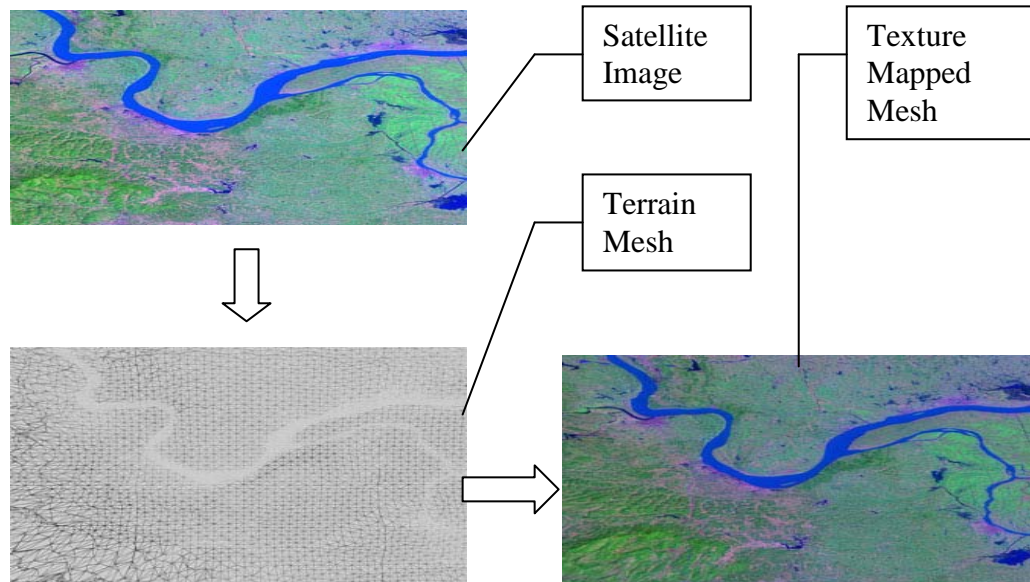 Satellite
Image
Texture
Mapped
Mesh
Terrain
Mesh